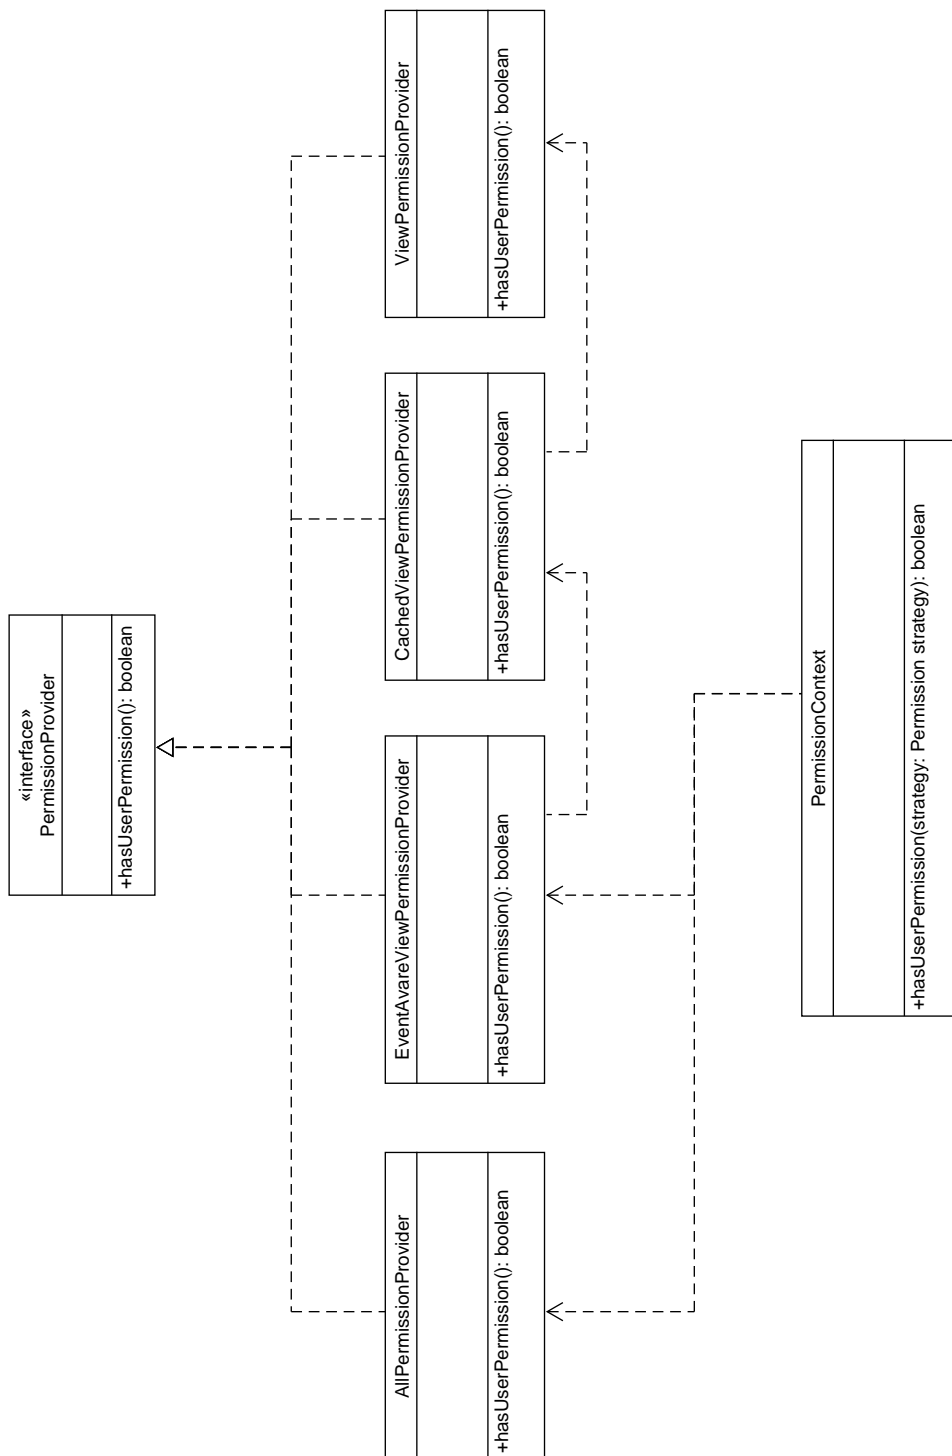 «interface»
PermissionProvider
+hasUserPermission(): boolean
AllPermissionProvider
+hasUserPermission(): boolean
EventAvareViewPermissionProvider
+hasUserPermission(): boolean
CachedViewPermissionProvider
+hasUserPermission(): boolean
ViewPermissionProvider
+hasUserPermission(): boolean
PermissionContext
+hasUserPermission(strategy: Permission strategy): boolean